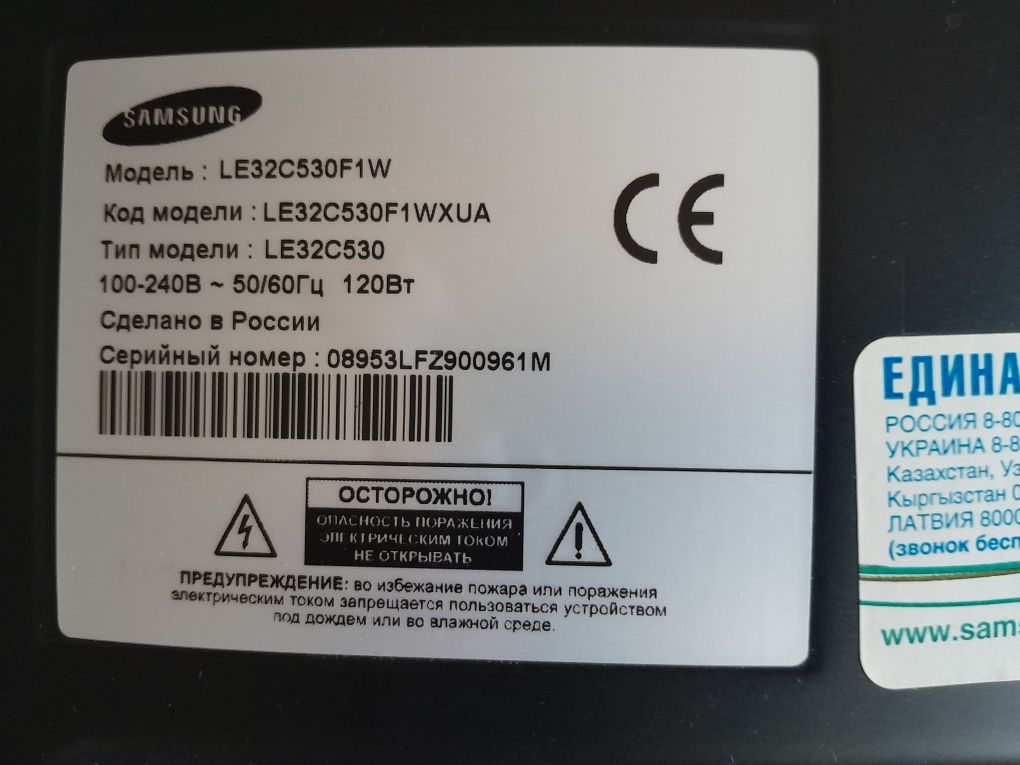 SAMSUNG
Модель : LE32C530F1W
Код модели : LE32C530F1WXUA
Тип модели : LE32C530
100-240В ~ 50/60Гц 120Вт
Сделано в России
Серийный номер : 08953LFZ900961M
CE
ОСТОРОЖНО!
ОПАСНОСТЬ ПОРАЖЕНИЯ
ЭЛЕКТРИЧЕСКИМ ТОКОМ
НЕ ОТКРЫВАТЬ
ПРЕДУПРЕЖДЕНИЕ: во избежание пожара или поражения
электрическим током запрещается пользоваться устройством
под дождем или во влажной среде.
ЕДИНА
РОССИЯ 8-80
УКРАИНА 8-8
Казахстан, Уз
Кыргызстан 0
ЛАТВИЯ 8000
(звонок бесп
www.sams